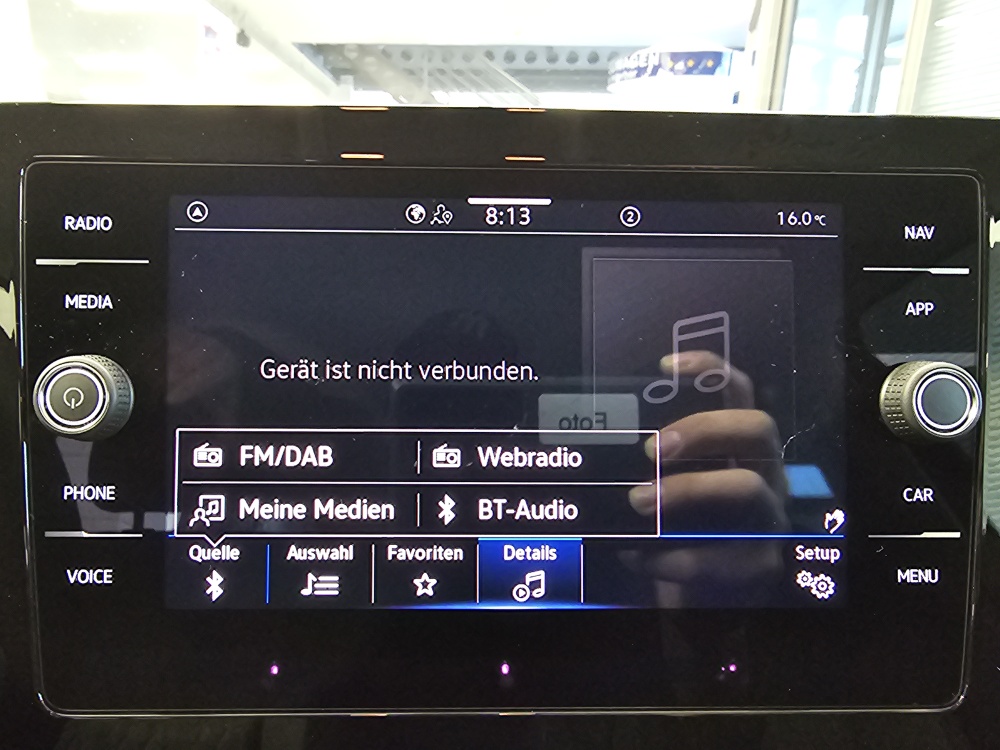 RADIO
MEDIA
PHONE
VOICE
8:13
2
16.0 °C
Gerät ist nicht verbunden.
Foto
FM/DAB
Webradio
Meine Medien
BT-Audio
Quelle
Auswahl
Favoriten
Details
Setup
NAV
APP
CAR
MENU